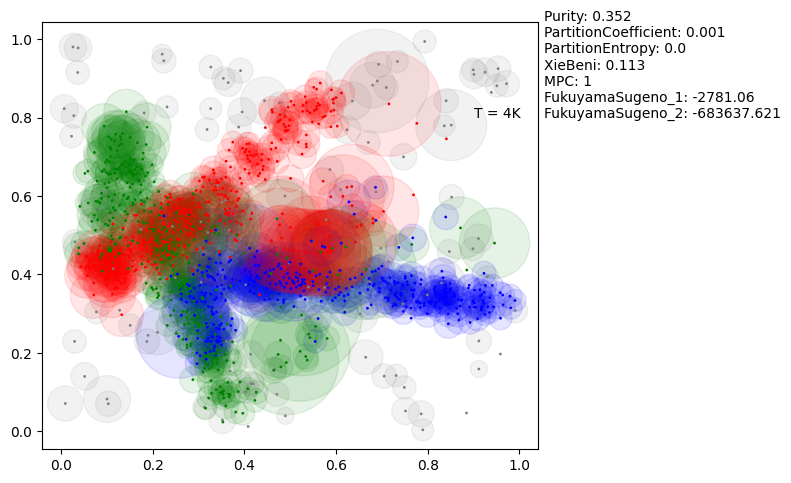 Purity: 0.352
PartitionCoefficient: 0.001
PartitionEntropy: 0.0
XieBeni: 0.113
MPC: 1
FukuyamaSugeno_1: -2781.06
FukuyamaSugeno_2: -683637.621
T = 4K
1.0
0.8
0.6
0.4
0.2
0.0
0.0 0.2 0.4 0.6 0.8 1.0